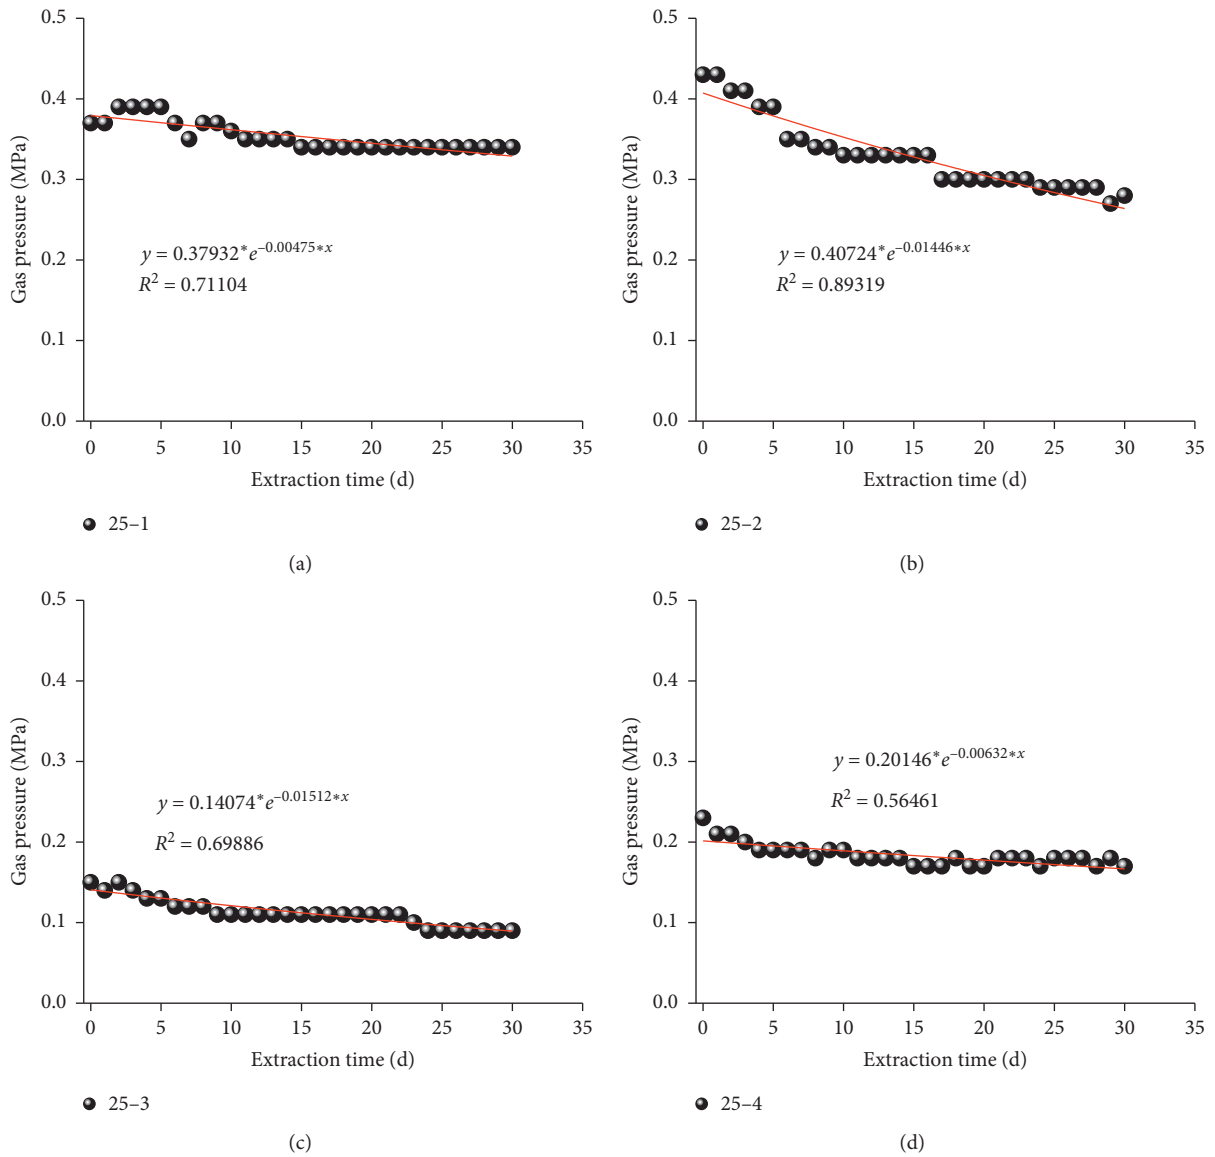 0.5
0.4
0.3
0.2
0.1
0.0
Gas pressure (MPa)
y = 0.37932*e^–0.00475*x
R² = 0.71104
0 5 10 15 20 25 30 35
Extraction time (d)
25–1
(a)
0.5
0.4
0.3
0.2
0.1
0.0
Gas pressure (MPa)
y = 0.40724*e^–0.01446*x
R² = 0.89319
0 5 10 15 20 25 30 35
Extraction time (d)
25–2
(b)
0.5
0.4
0.3
0.2
0.1
0.0
Gas pressure (MPa)
y = 0.14074*e^–0.01512*x
R² = 0.69886
0 5 10 15 20 25 30 35
Extraction time (d)
25–3
(c)
0.5
0.4
0.3
0.2
0.1
0.0
Gas pressure (MPa)
y = 0.20146*e^–0.00632*x
R² = 0.56461
0 5 10 15 20 25 30 35
Extraction time (d)
25–4
(d)